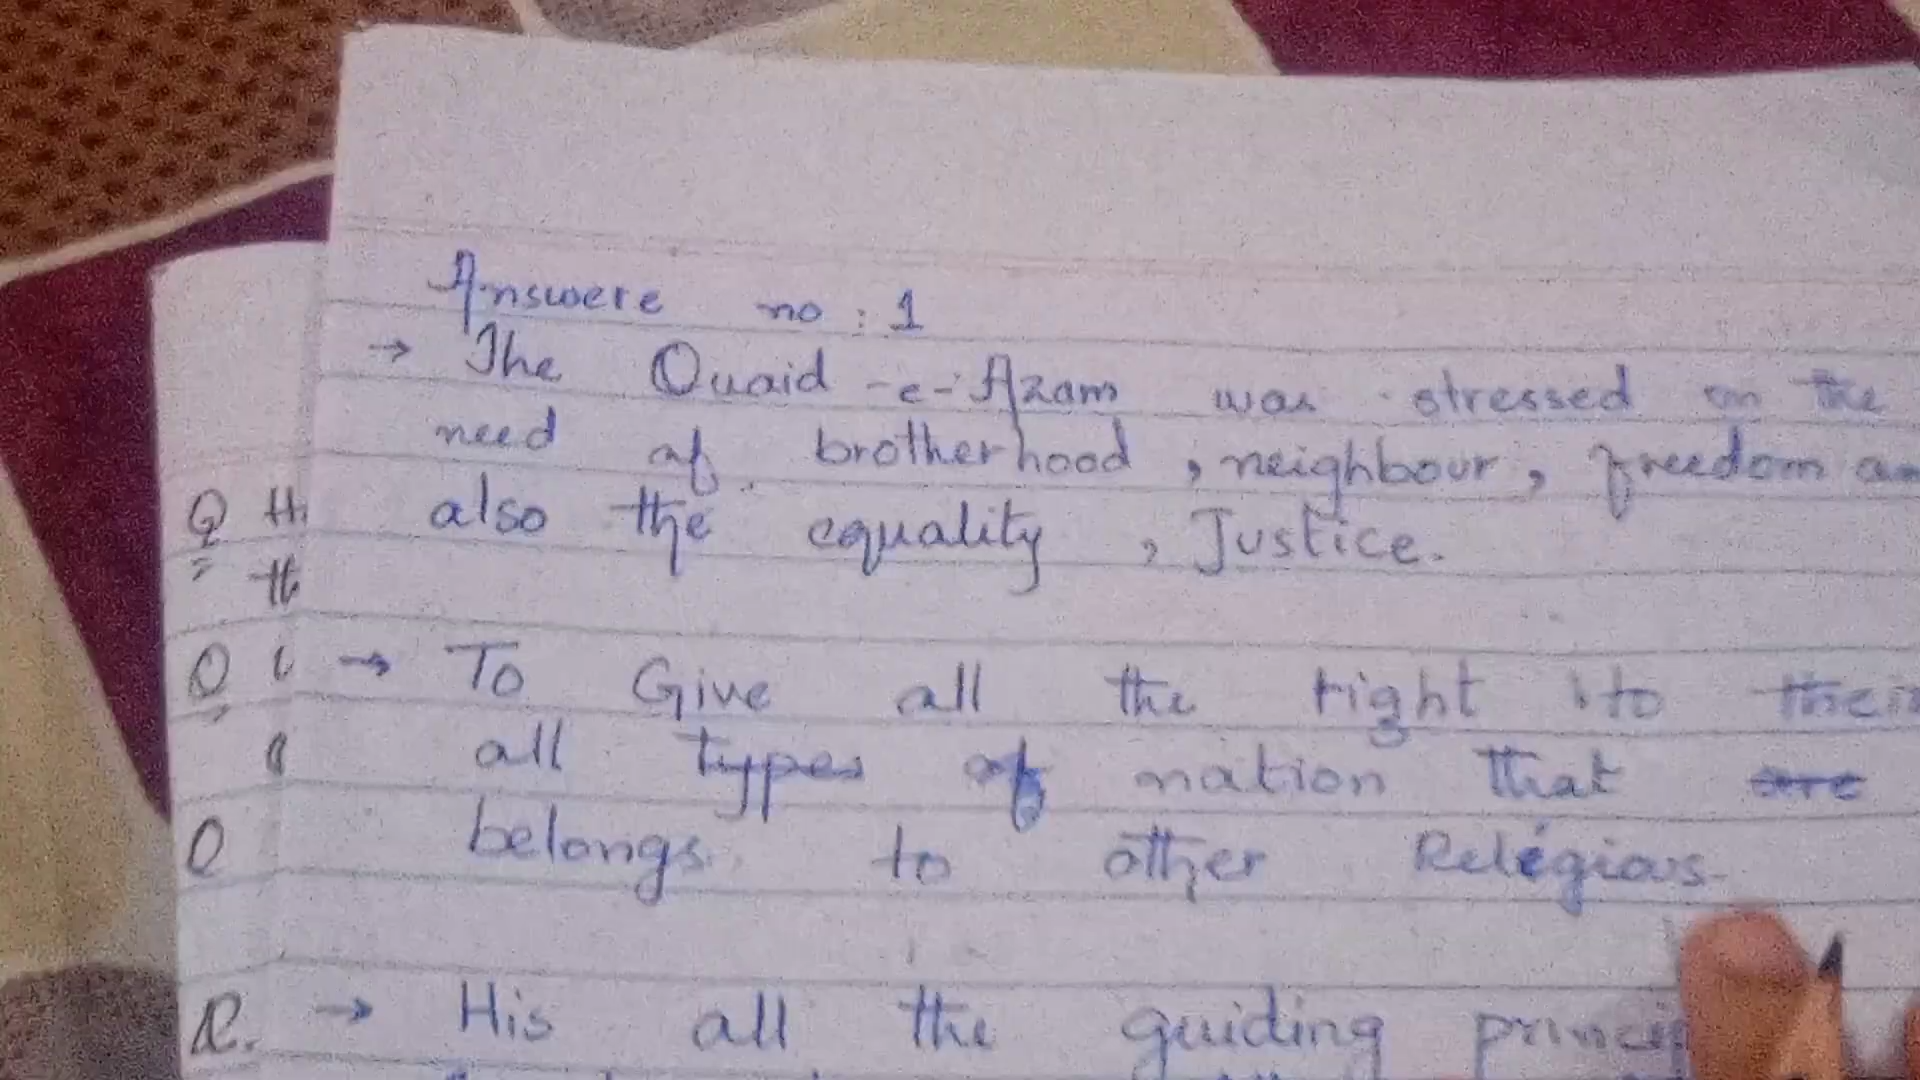 Answere no : 1
→ The Quaid -e- Azam was stressed on the
need of brotherhood , neighbour , freedom
also the equality , Justice.
→ To Give all the right to
all types of nation that are
belongs to other Relegious
→ His all the guiding
Q H
th
Q
Q
R.